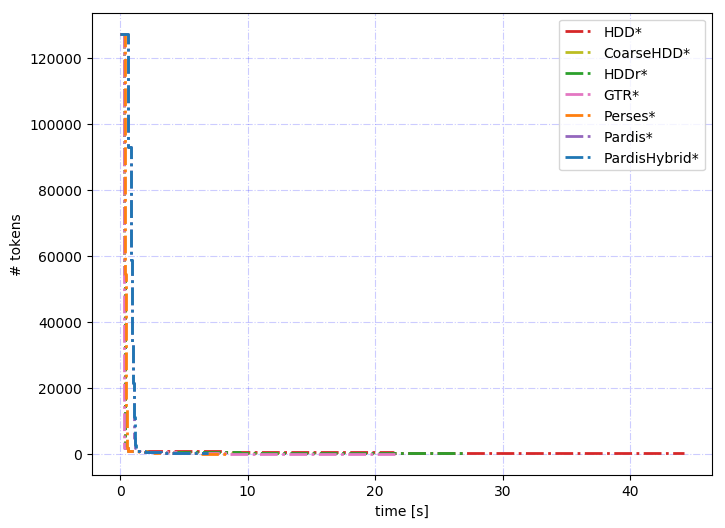 HDD*
CoarseHDD*
HDDr*
GTR*
Perses*
Pardis*
PardisHybrid*
120000
100000
80000
60000
40000
20000
0
# tokens
0 10 20 30 40
time [s]